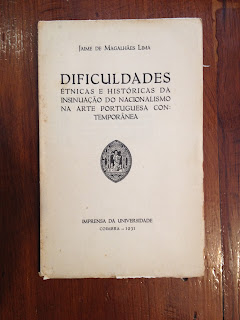 JAIME DE MAGALHÃES LIMA
DIFICULDADES
ÉTNICAS E HISTÓRICAS DA
INSINUAÇÃO DO NACIONALISMO
NA ARTE PORTUGUESA CON-
TEMPORÂNEA
IMPRENSA DA UNIVERSIDADE
COIMBRA – 1931